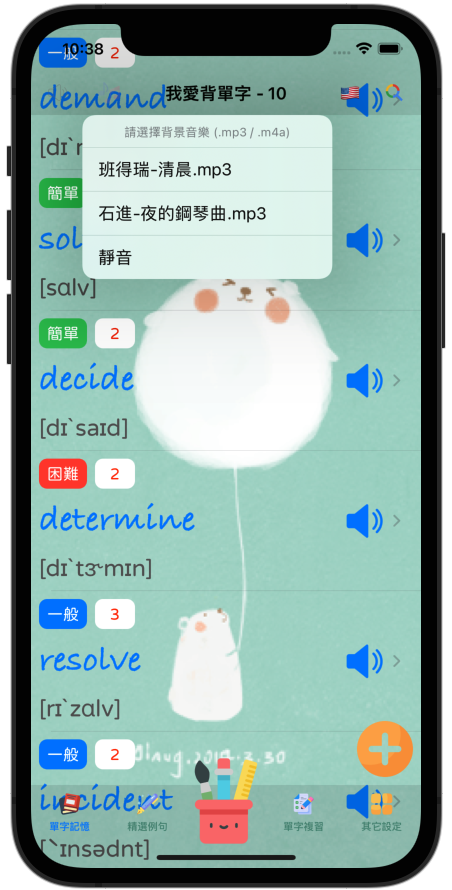 10:38
一般 2
demand
我愛背單字 - 10
請選擇背景音樂 (.mp3 / .m4a)
班得瑞-清晨.mp3
石進-夜的鋼琴曲.mp3
靜音
[dɪˋ
簡單
sol
[sɑlv]
簡單 2
decide
[dɪˋsaɪd]
困難 2
determine
[dɪˋtɝmɪn]
一般 3
resolve
[rɪˋzɑlv]
一般 2
incident
[ˋɪnsədnt]
單字記憶
精選例句
單字複習
其它設定